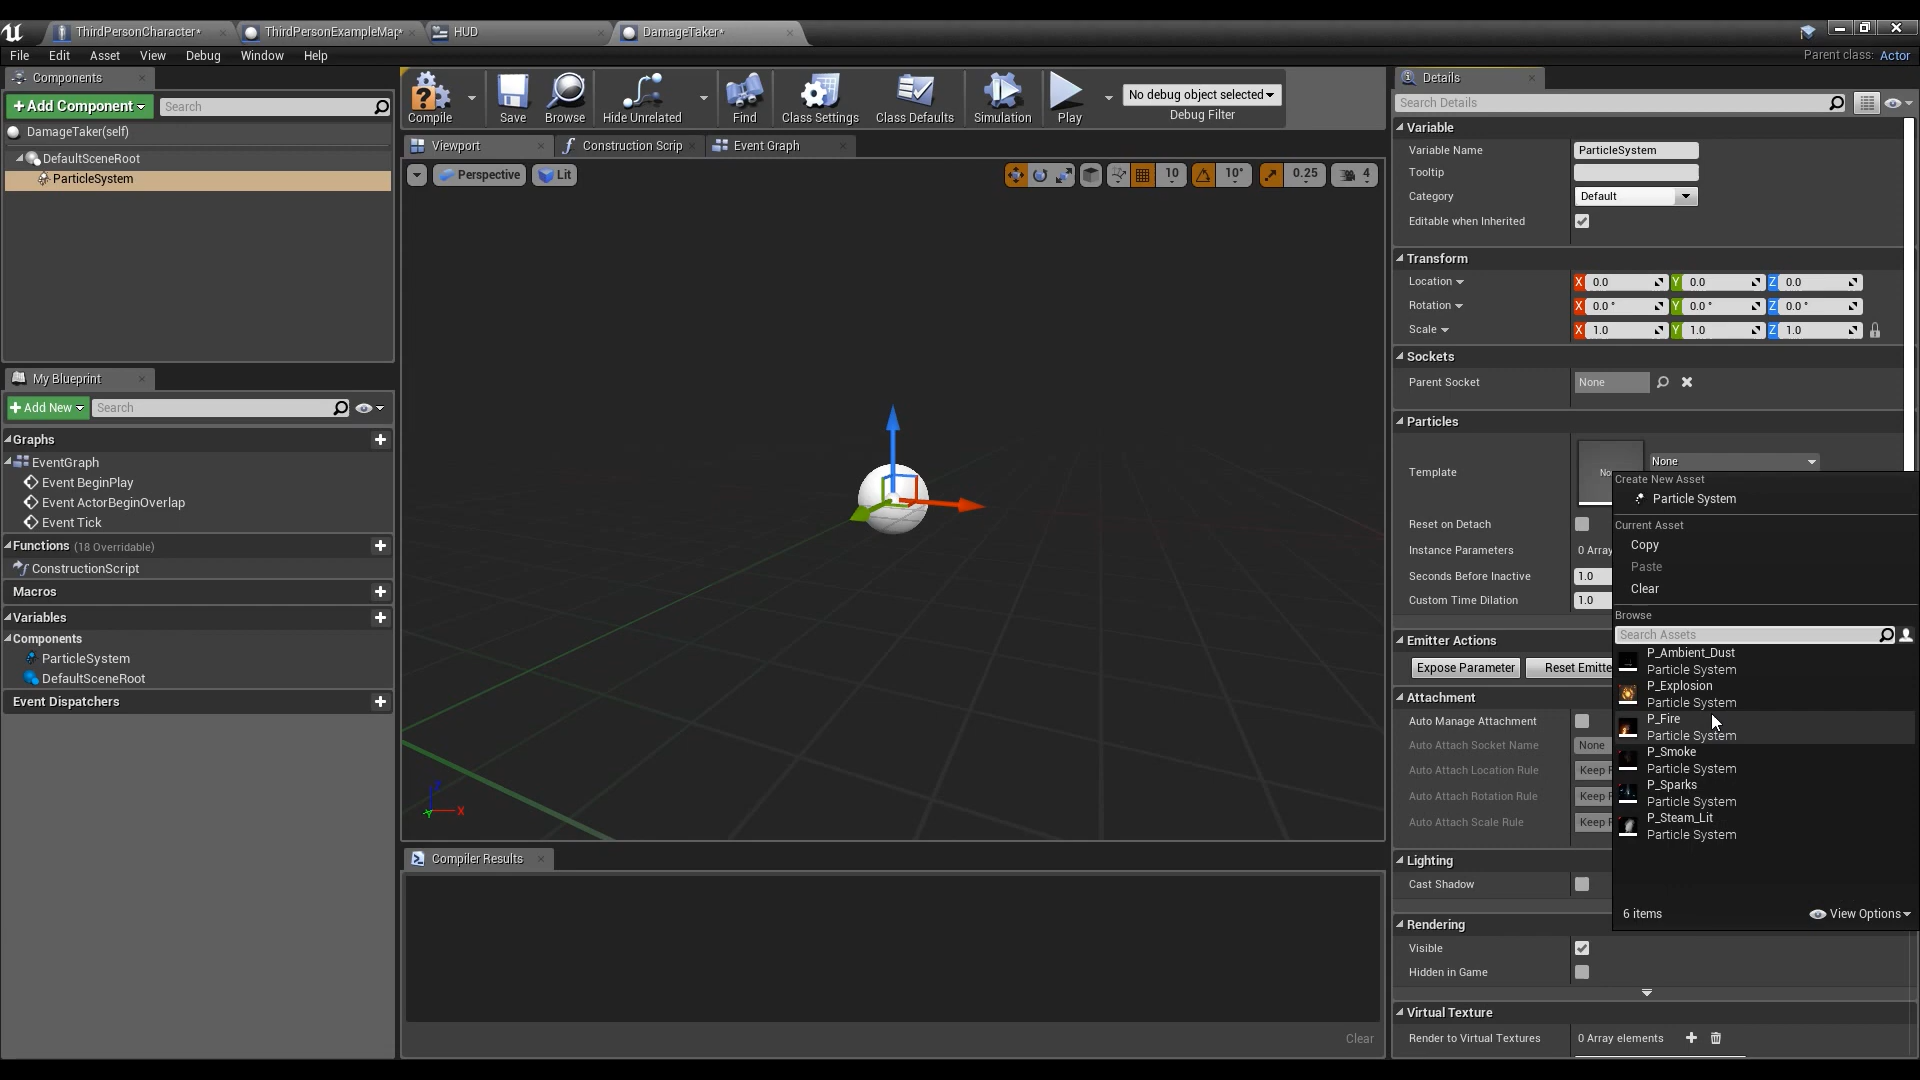 ThirdPersonCharacter*
ThirdPersonExampleMap*
HUD
DamageTaker*
File Edit Asset View Debug Window Help
Parent class: Actor
Components
+Add Component
Search
DamageTaker(self)
DefaultSceneRoot
ParticleSystem
My Blueprint
+Add New
Search
Graphs
EventGraph
Event BeginPlay
Event ActorBeginOverlap
Event Tick
Functions (18 Overridable)
ConstructionScript
Macros
Variables
Components
ParticleSystem
DefaultSceneRoot
Event Dispatchers
Compile Save Browse Hide Unrelated Find Class Settings Class Defaults Simulation Play
No debug object selected
Debug Filter
Viewport
Construction Scrip
Event Graph
Perspective Lit
10 10° 0.25 4
X
Compiler Results
Clear
Details
Search Details
Variable
Variable Name ParticleSystem
Tooltip
Category Default
Editable when Inherited
Transform
Location X 0.0 Y 0.0 Z 0.0
Rotation X 0.0 ° Y 0.0 ° Z 0.0 °
Scale X 1.0 Y 1.0 Z 1.0
Sockets
Parent Socket None
Particles
Template None
Reset on Detach
Instance Parameters 0 Array
Seconds Before Inactive 1.0
Custom Time Dilation 1.0
Emitter Actions
Expose Parameter Reset Emitte
Attachment
Auto Manage Attachment
Auto Attach Socket Name None
Auto Attach Location Rule Keep
Auto Attach Rotation Rule Keep
Auto Attach Scale Rule Keep
Lighting
Cast Shadow
Rendering
Visible
Hidden in Game
Virtual Texture
Render to Virtual Textures 0 Array elements
Create New Asset
Particle System
Current Asset
Copy
Paste
Clear
Browse
Search Assets
P_Ambient_Dust
Particle System
P_Explosion
Particle System
P_Fire
Particle System
P_Smoke
Particle System
P_Sparks
Particle System
P_Steam_Lit
Particle System
6 items
View Options